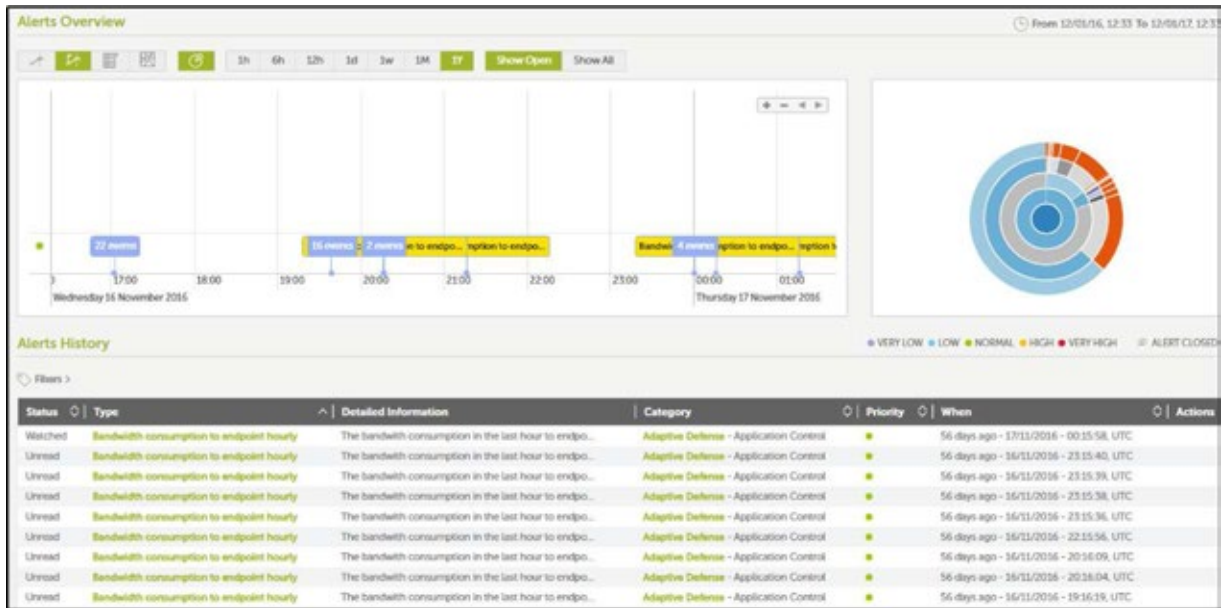 Alerts Overview
From 12/01/16, 12:33 To 12/01/17, 12:33
1h 6h 12h 1d 1w 1M 1Y Show Open Show All
22 events 16 events 2 events n to endpo... mption to endpo... Bandwi 4 events mption to endpo... mption t
17:00 18:00 19:00 20:00 21:00 22:00 23:00 00:00 01:00
Wednesday 16 November 2016 Thursday 17 November 2016
Alerts History
VERY LOW LOW NORMAL HIGH VERY HIGH ALERT CLOSED
Filters >
Status Type Detailed Information Category Priority When Actions
Watched Bandwidth consumption to endpoint hourly The bandwith consumption in the last hour to endpo... Adaptive Defense - Application Control 56 days ago - 17/11/2016 - 00:15:58, UTC
Unread Bandwidth consumption to endpoint hourly The bandwith consumption in the last hour to endpo... Adaptive Defense - Application Control 56 days ago - 16/11/2016 - 23:15:40, UTC
Unread Bandwidth consumption to endpoint hourly The bandwith consumption in the last hour to endpo... Adaptive Defense - Application Control 56 days ago - 16/11/2016 - 23:15:39, UTC
Unread Bandwidth consumption to endpoint hourly The bandwith consumption in the last hour to endpo... Adaptive Defense - Application Control 56 days ago - 16/11/2016 - 23:15:38, UTC
Unread Bandwidth consumption to endpoint hourly The bandwith consumption in the last hour to endpo... Adaptive Defense - Application Control 56 days ago - 16/11/2016 - 23:15:36, UTC
Unread Bandwidth consumption to endpoint hourly The bandwith consumption in the last hour to endpo... Adaptive Defense - Application Control 56 days ago - 16/11/2016 - 22:15:56, UTC
Unread Bandwidth consumption to endpoint hourly The bandwith consumption in the last hour to endpo... Adaptive Defense - Application Control 56 days ago - 16/11/2016 - 20:16:09, UTC
Unread Bandwidth consumption to endpoint hourly The bandwith consumption in the last hour to endpo... Adaptive Defense - Application Control 56 days ago - 16/11/2016 - 20:16:04, UTC
Unread Bandwidth consumption to endpoint hourly The bandwith consumption in the last hour to endpo... Adaptive Defense - Application Control 56 days ago - 16/11/2016 - 19:16:19, UTC